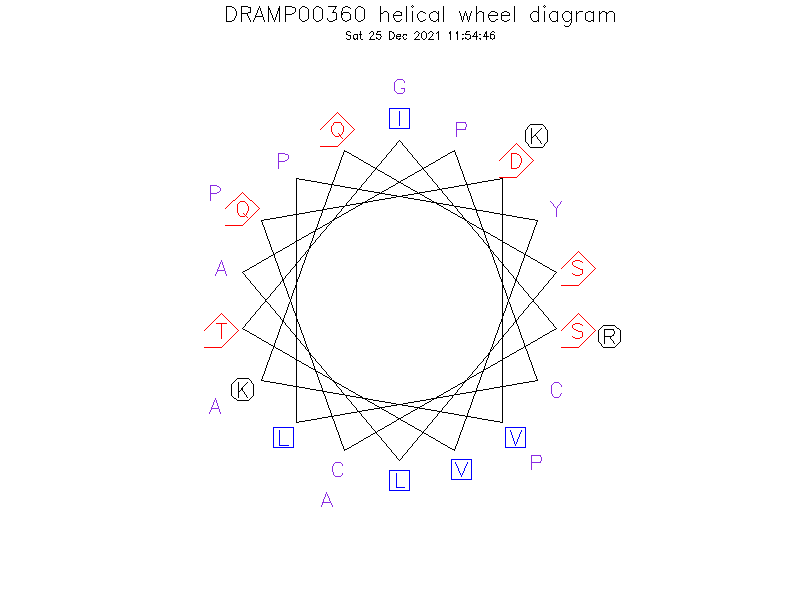 DRAMP00360 helical wheel diagram
Sat 25 Dec 2021 11:54:46
G
I
Q
P
K
P
D
P
Q
Y
A
S
T
S
R
K
C
A
L
V
C
V
P
L
A